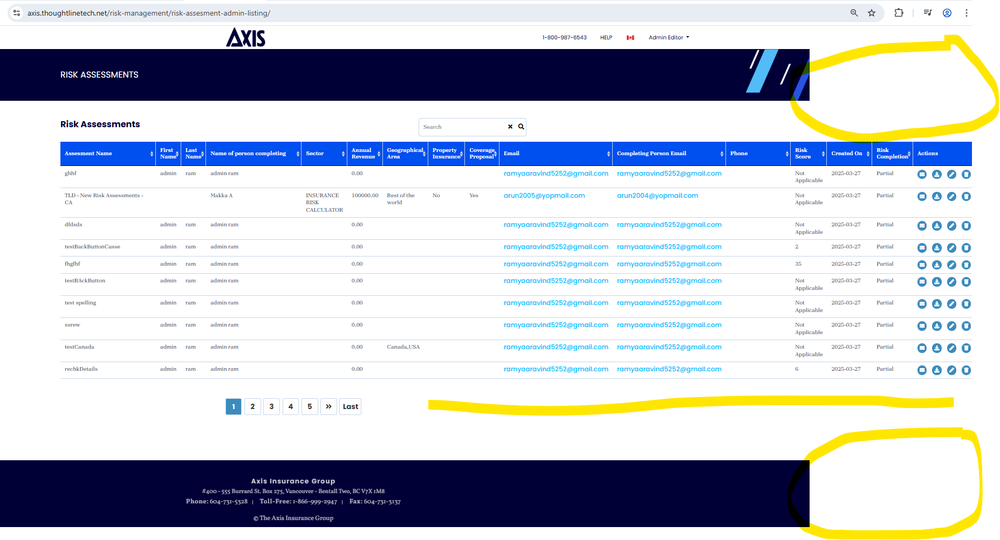 axis.thoughtlinetech.net/risk-management/risk-assesment-admin-listing/
AXIS
1-800-987-6543 HELP Admin Editor
RISK ASSESSMENTS
Risk Assessments
Search
Assesment Name First Name Last Name Name of person completing Sector Annual Revenue Geographical Area Property Insurance Coverage Proposal Email Completing Person Email Phone Risk Score Created On Risk Completion Actions
ghhf admin ram admin ram 0.00 ramyaaravind5252@gmail.com ramyaaravind5252@gmail.com Not Applicable 2025-03-27 Partial
TLD - New Risk Assessments - CA Makka A INSURANCE RISK CALCULATOR 100000.00 Rest of the world No Yes arun2005@yopmail.com arun2004@yopmail.com Not Applicable 2025-03-27 Partial
dfdsds admin ram admin ram 0.00 ramyaaravind5252@gmail.com ramyaaravind5252@gmail.com Not Applicable 2025-03-27 Partial
testBackButtonCasse admin ram admin ram 0.00 ramyaaravind5252@gmail.com ramyaaravind5252@gmail.com 2 2025-03-27 Partial
fhgfhf admin ram admin ram 0.00 ramyaaravind5252@gmail.com ramyaaravind5252@gmail.com 35 2025-03-27 Partial
testBAckButton admin ram admin ram 0.00 ramyaaravind5252@gmail.com ramyaaravind5252@gmail.com Not Applicable 2025-03-27 Partial
test spelling admin ram admin ram 0.00 ramyaaravind5252@gmail.com ramyaaravind5252@gmail.com Not Applicable 2025-03-27 Partial
ssrew admin ram admin ram 0.00 ramyaaravind5252@gmail.com ramyaaravind5252@gmail.com Not Applicable 2025-03-27 Partial
testCanada admin ram admin ram 0.00 Canada,USA ramyaaravind5252@gmail.com ramyaaravind5252@gmail.com Not Applicable 2025-03-27 Partial
rechkDetails admin ram admin ram 0.00 ramyaaravind5252@gmail.com ramyaaravind5252@gmail.com 6 2025-03-27 Partial
1 2 3 4 5 » Last
Axis Insurance Group
#400 - 555 Burrard St. Box 275, Vancouver - Bentall Two, BC V7X 1M8
Phone: 604-731-5328 | Toll-Free: 1-866-999-2947 | Fax: 604-731-3137
© The Axis Insurance Group